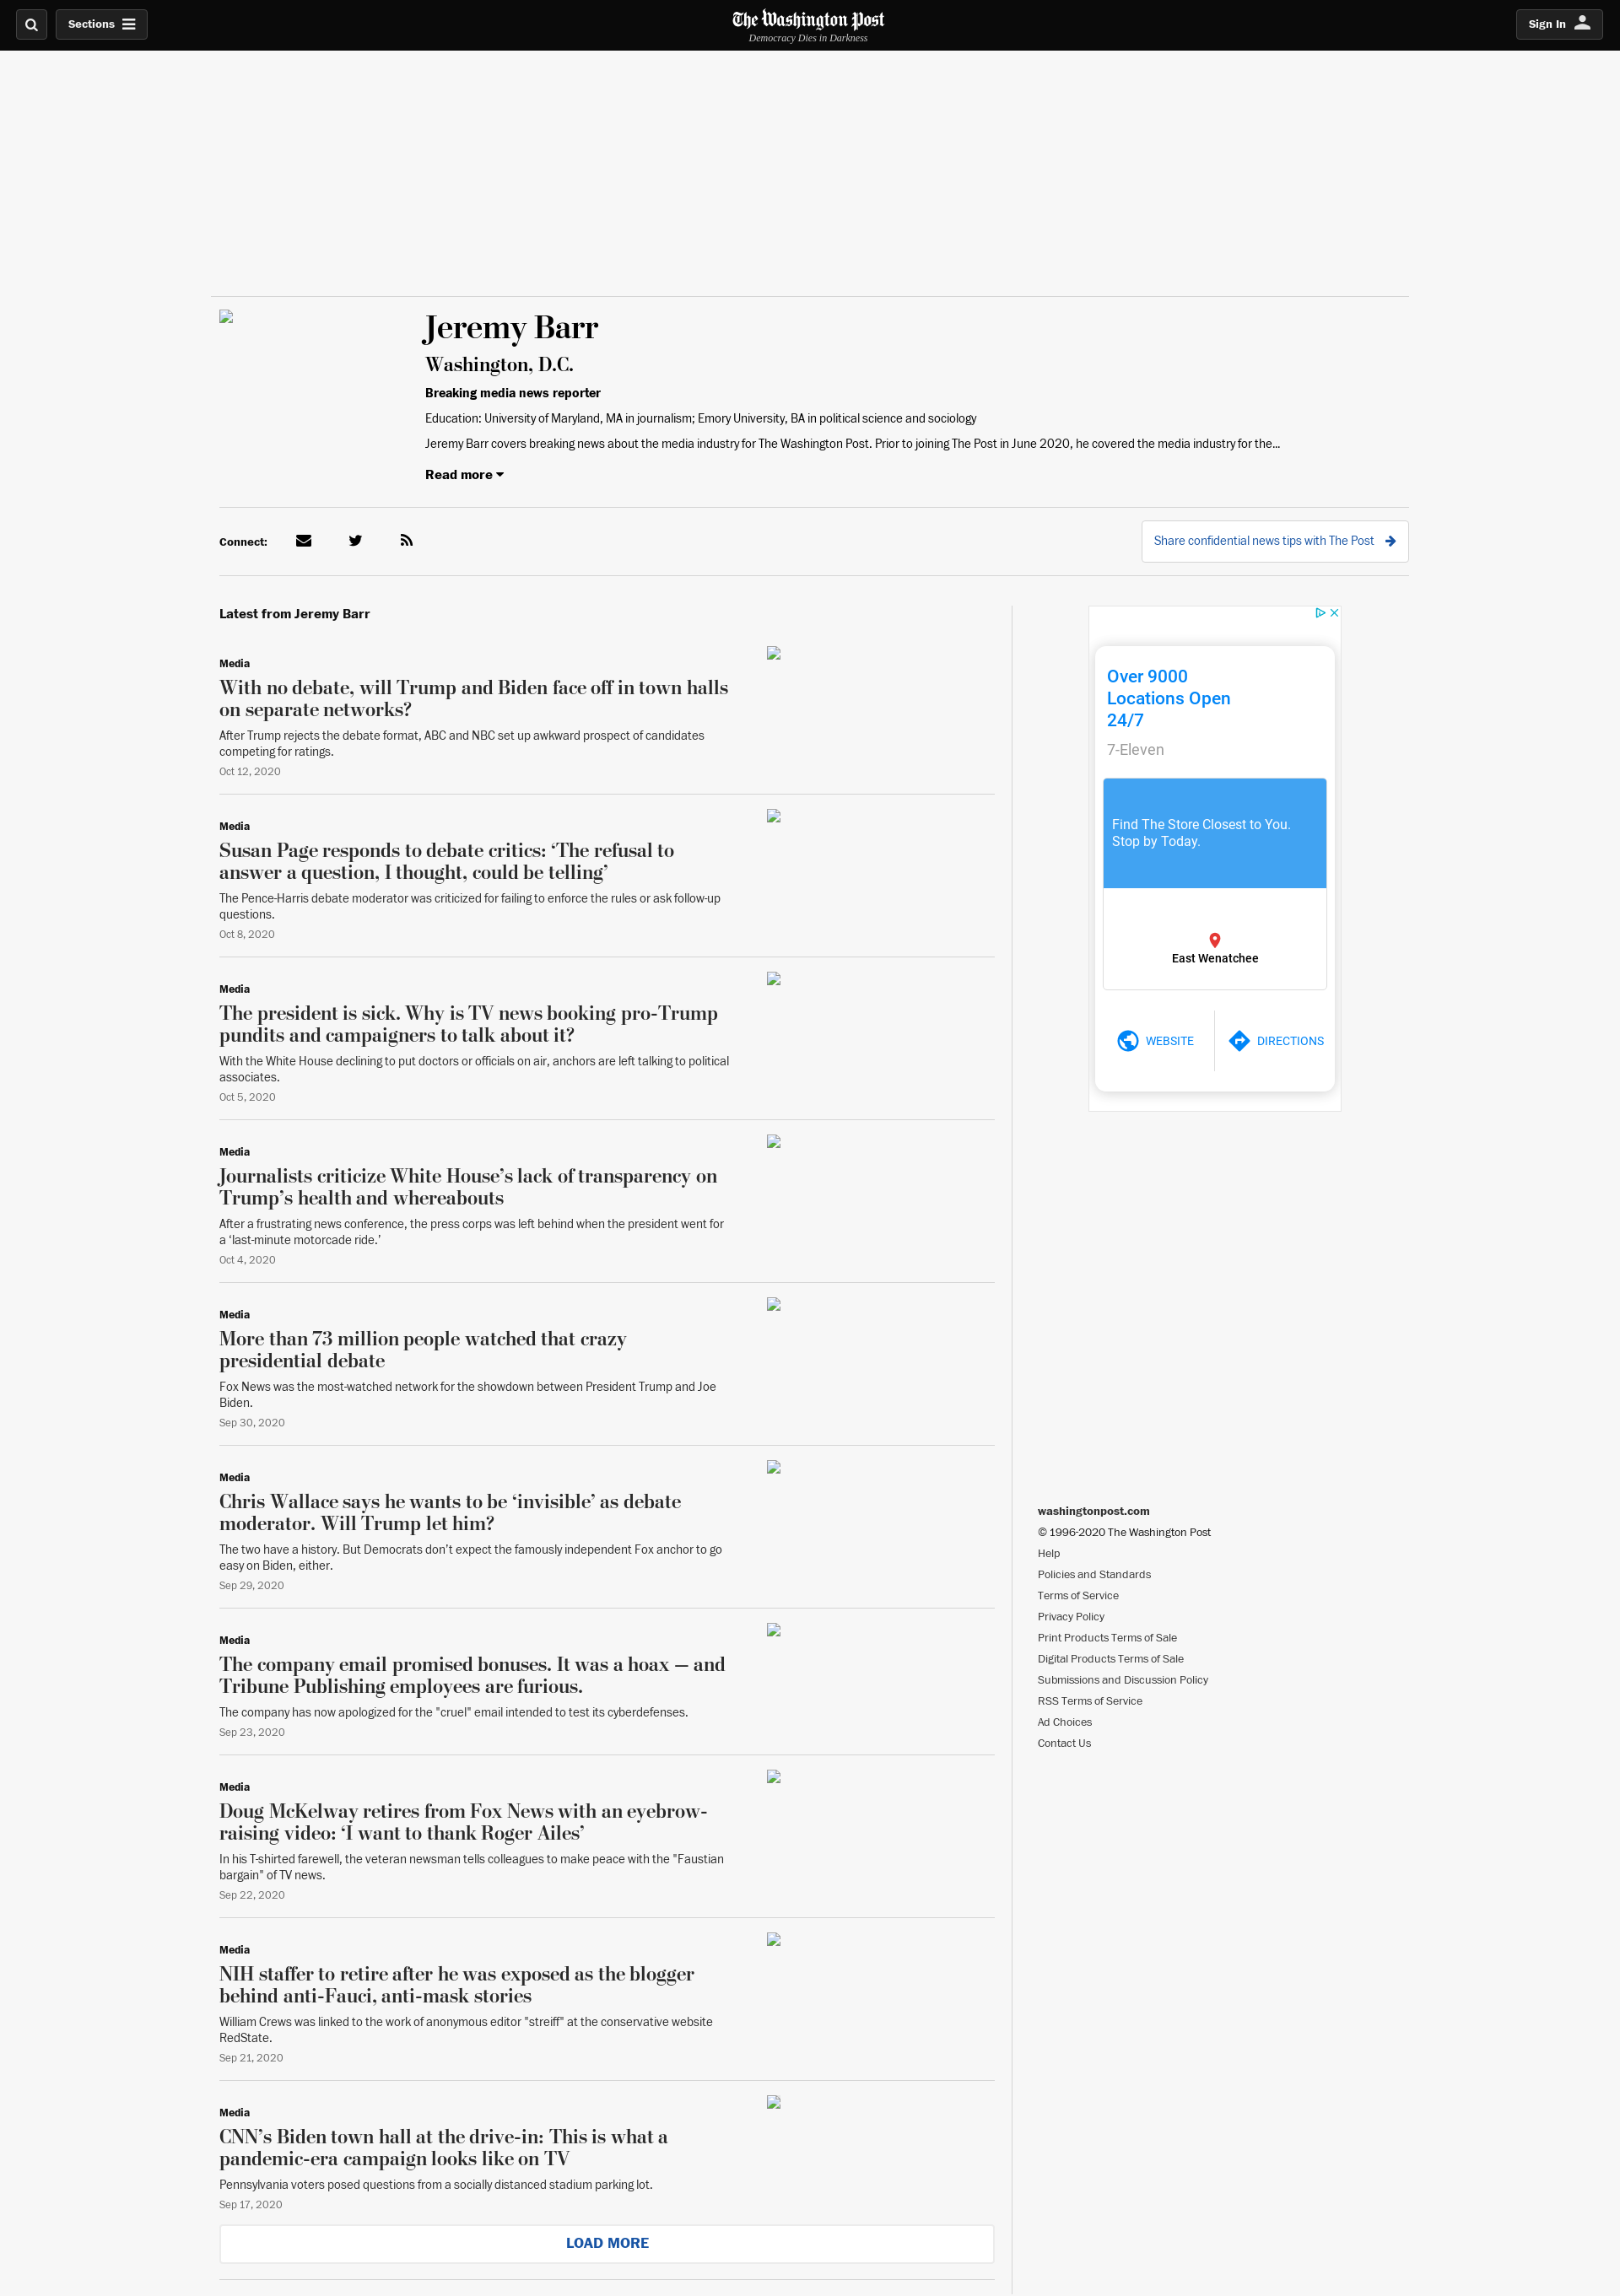 Sections
The Washington Post
Democracy Dies in Darkness
Sign In
Jeremy Barr
Washington, D.C.
Breaking media news reporter
Education: University of Maryland, MA in journalism; Emory University, BA in political science and sociology
Jeremy Barr covers breaking news about the media industry for The Washington Post. Prior to joining The Post in June 2020, he covered the media industry for the...
Read more
Connect:
Share confidential news tips with The Post
Latest from Jeremy Barr
Media
With no debate, will Trump and Biden face off in town halls
on separate networks?
After Trump rejects the debate format, ABC and NBC set up awkward prospect of candidates
competing for ratings.
Oct 12, 2020
Media
Susan Page responds to debate critics: ‘The refusal to
answer a question, I thought, could be telling’
The Pence-Harris debate moderator was criticized for failing to enforce the rules or ask follow-up
questions.
Oct 8, 2020
Media
The president is sick. Why is TV news booking pro-Trump
pundits and campaigners to talk about it?
With the White House declining to put doctors or officials on air, anchors are left talking to political
associates.
Oct 5, 2020
Media
Journalists criticize White House’s lack of transparency on
Trump’s health and whereabouts
After a frustrating news conference, the press corps was left behind when the president went for
a ‘last-minute motorcade ride.’
Oct 4, 2020
Media
More than 73 million people watched that crazy
presidential debate
Fox News was the most-watched network for the showdown between President Trump and Joe
Biden.
Sep 30, 2020
Media
Chris Wallace says he wants to be ‘invisible’ as debate
moderator. Will Trump let him?
The two have a history. But Democrats don’t expect the famously independent Fox anchor to go
easy on Biden, either.
Sep 29, 2020
Media
The company email promised bonuses. It was a hoax — and
Tribune Publishing employees are furious.
The company has now apologized for the "cruel" email intended to test its cyberdefenses.
Sep 23, 2020
Media
Doug McKelway retires from Fox News with an eyebrow-
raising video: ‘I want to thank Roger Ailes’
In his T-shirted farewell, the veteran newsman tells colleagues to make peace with the "Faustian
bargain" of TV news.
Sep 22, 2020
Media
NIH staffer to retire after he was exposed as the blogger
behind anti-Fauci, anti-mask stories
William Crews was linked to the work of anonymous editor "streiff" at the conservative website
RedState.
Sep 21, 2020
Media
CNN’s Biden town hall at the drive-in: This is what a
pandemic-era campaign looks like on TV
Pennsylvania voters posed questions from a socially distanced stadium parking lot.
Sep 17, 2020
LOAD MORE
Over 9000
Locations Open
24/7
7-Eleven
Find The Store Closest to You.
Stop by Today.
East Wenatchee
WEBSITE
DIRECTIONS
washingtonpost.com
© 1996-2020 The Washington Post
Help
Policies and Standards
Terms of Service
Privacy Policy
Print Products Terms of Sale
Digital Products Terms of Sale
Submissions and Discussion Policy
RSS Terms of Service
Ad Choices
Contact Us